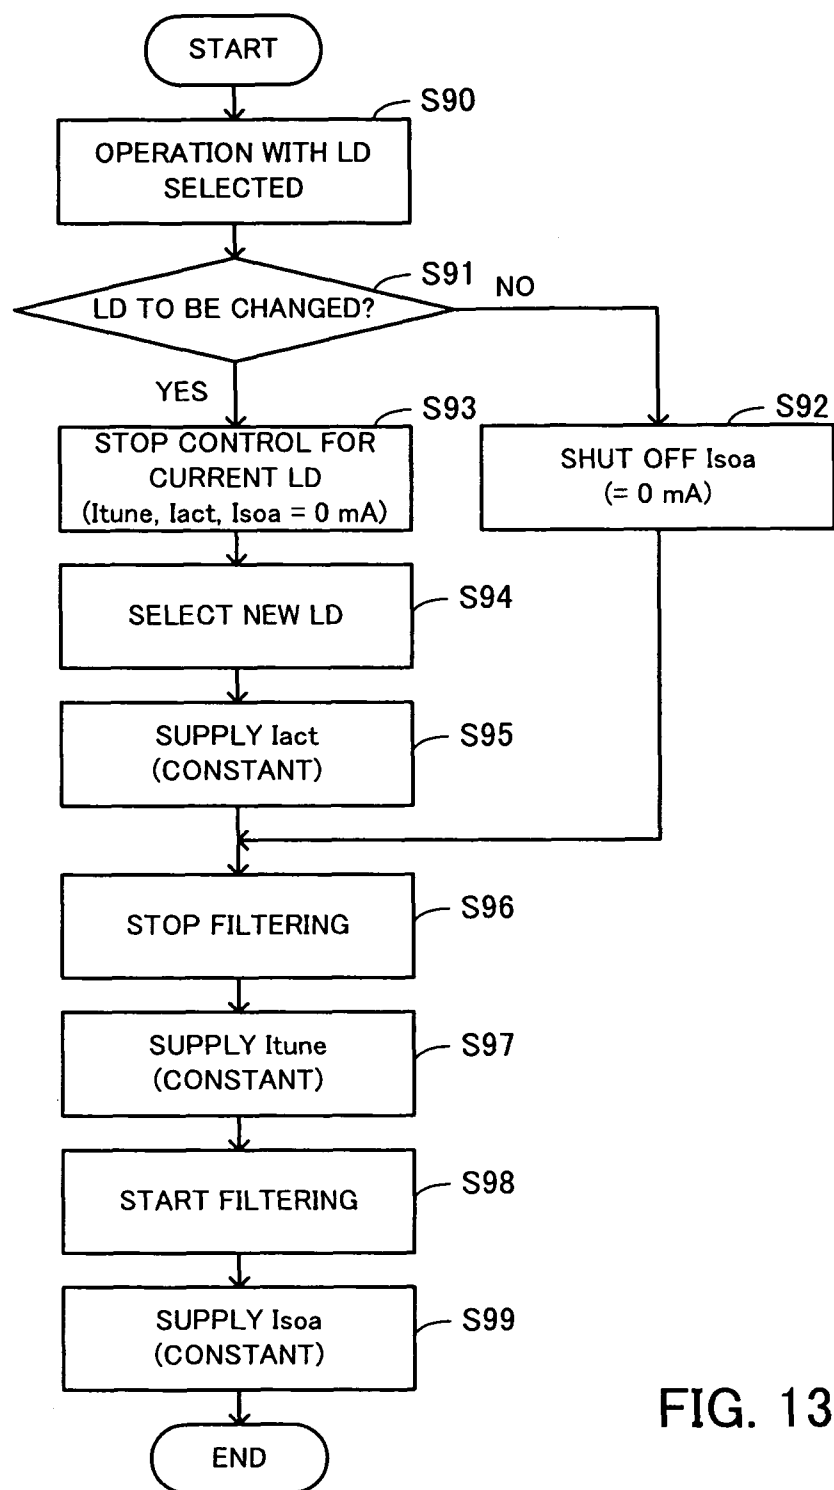 START
S90
OPERATION WITH LD
SELECTED
S91
LD TO BE CHANGED?
NO
YES
S93
STOP CONTROL FOR
CURRENT LD
(Itune, Iact, Isoa = 0 mA)
S92
SHUT OFF Isoa
(= 0 mA)
S94
SELECT NEW LD
S95
SUPPLY Iact
(CONSTANT)
S96
STOP FILTERING
S97
SUPPLY Itune
(CONSTANT)
S98
START FILTERING
S99
SUPPLY Isoa
(CONSTANT)
END
FIG. 13